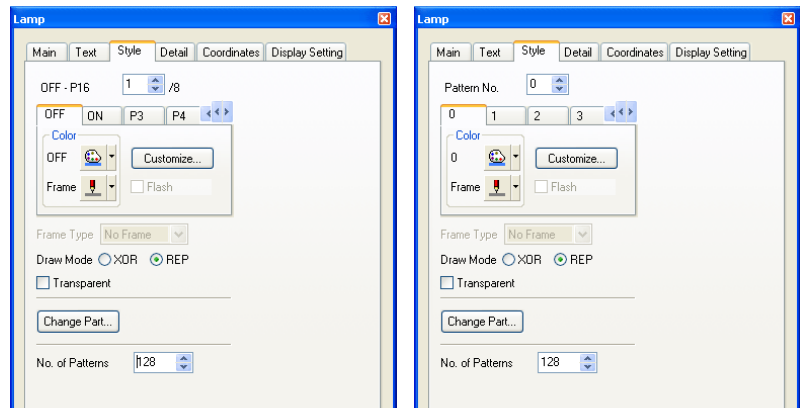 Lamp
Main Text Style Detail Coordinates Display Setting
OFF - P16 1 /8
OFF ON P3 P4
Color
OFF Customize...
Frame Flash
Frame Type No Frame
Draw Mode XOR REP
Transparent
Change Part...
No. of Patterns 128
Lamp
Main Text Style Detail Coordinates Display Setting
Pattern No. 0
0 1 2 3
Color
0 Customize...
Frame Flash
Frame Type No Frame
Draw Mode XOR REP
Transparent
Change Part...
No. of Patterns 128